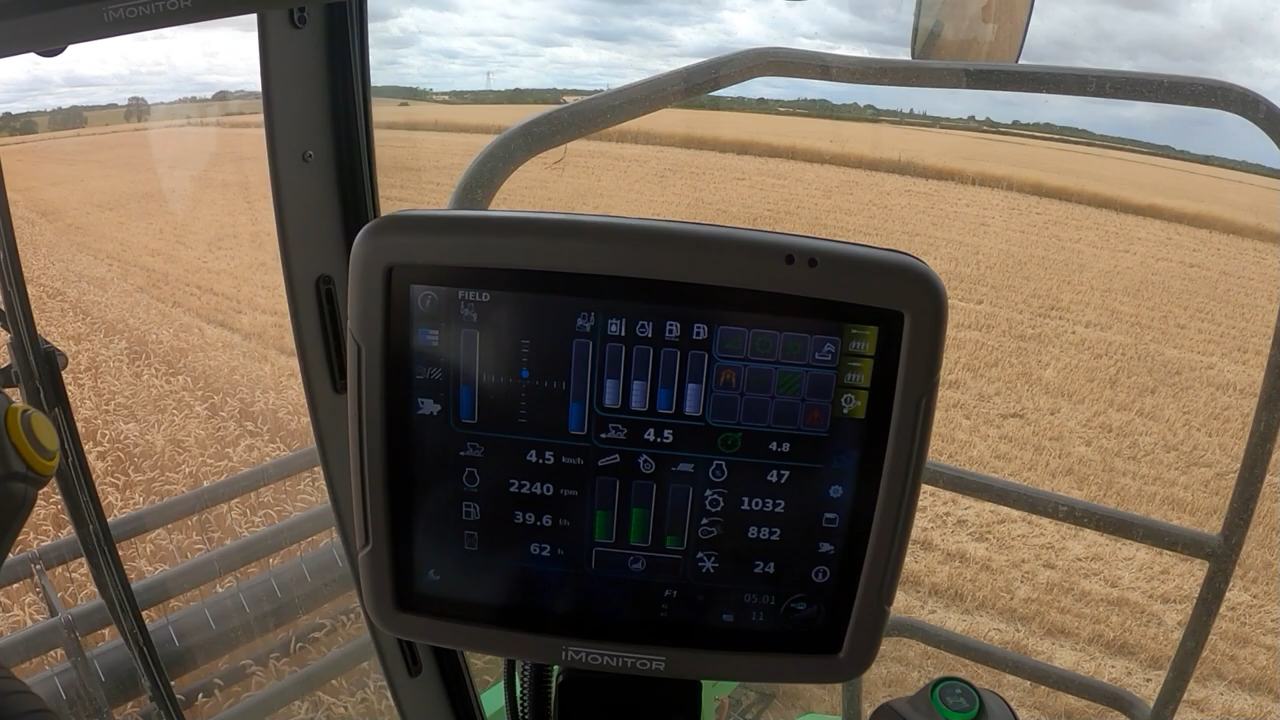 iMONITOR
FIELD
4.5
4.8
4.5 km/h
2240 rpm
39.6 l/h
62 h
47
1032
882
24
F1
05.01
11
iMONITOR